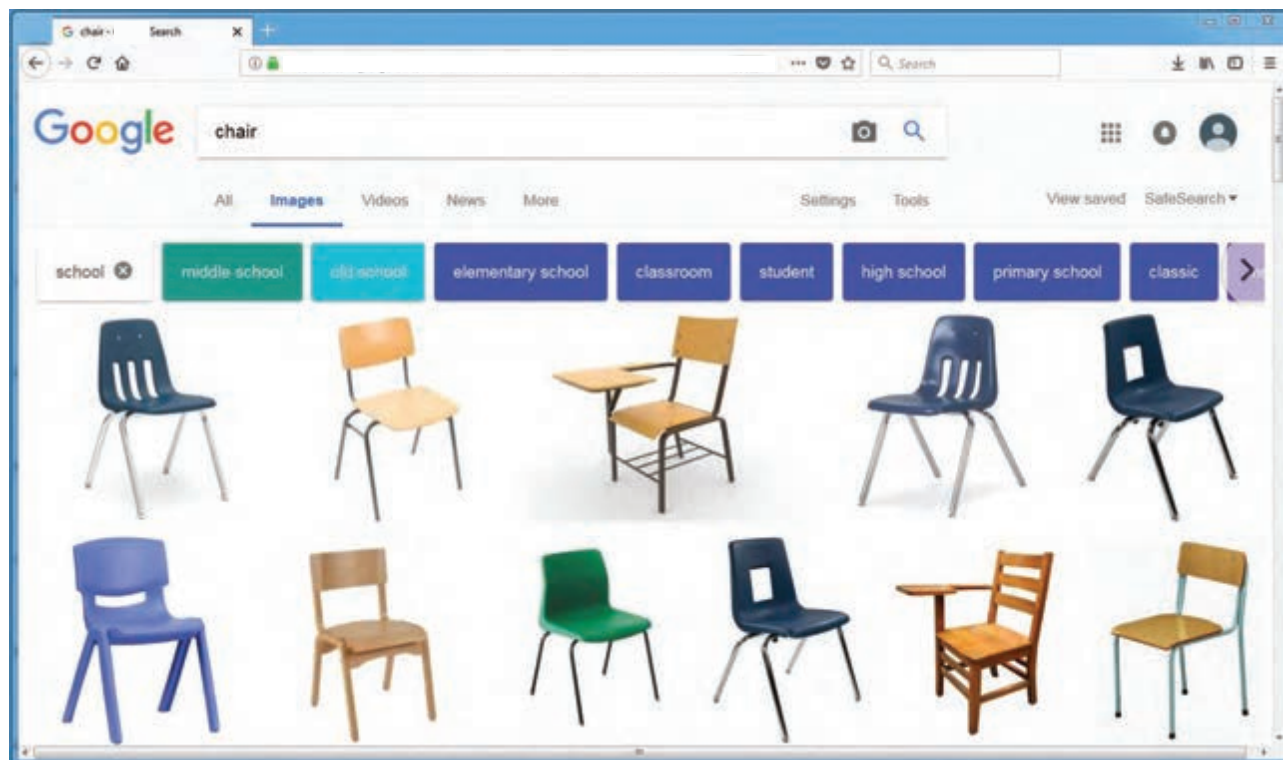 G chair - Search
Search
Google chair
All Images Videos News More Settings Tools View saved SafeSearch
school middle school old school elementary school classroom student high school primary school classic